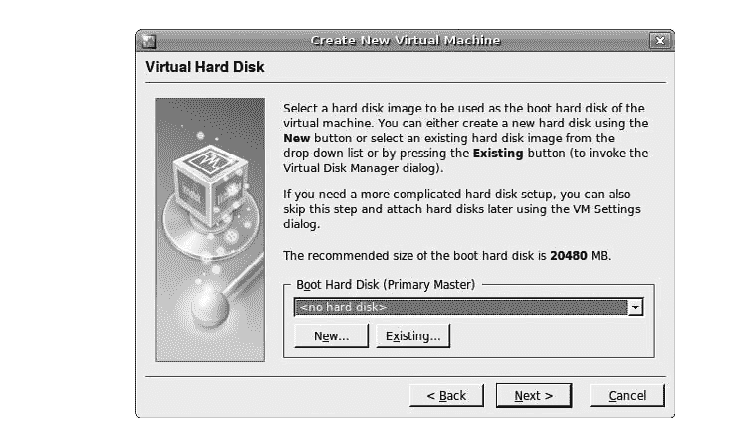 Create New Virtual Machine
Virtual Hard Disk
Select a hard disk image to be used as the boot hard disk of the
virtual machine. You can either create a new hard disk using the
New button or select an existing hard disk image from the
drop down list or by pressing the Existing button (to invoke the
Virtual Disk Manager dialog).
If you need a more complicated hard disk setup, you can also
skip this step and attach hard disks later using the VM Settings
dialog.
The recommended size of the boot hard disk is 20480 MB.
Boot Hard Disk (Primary Master)
<no hard disk>
New... Existing...
< Back Next > Cancel